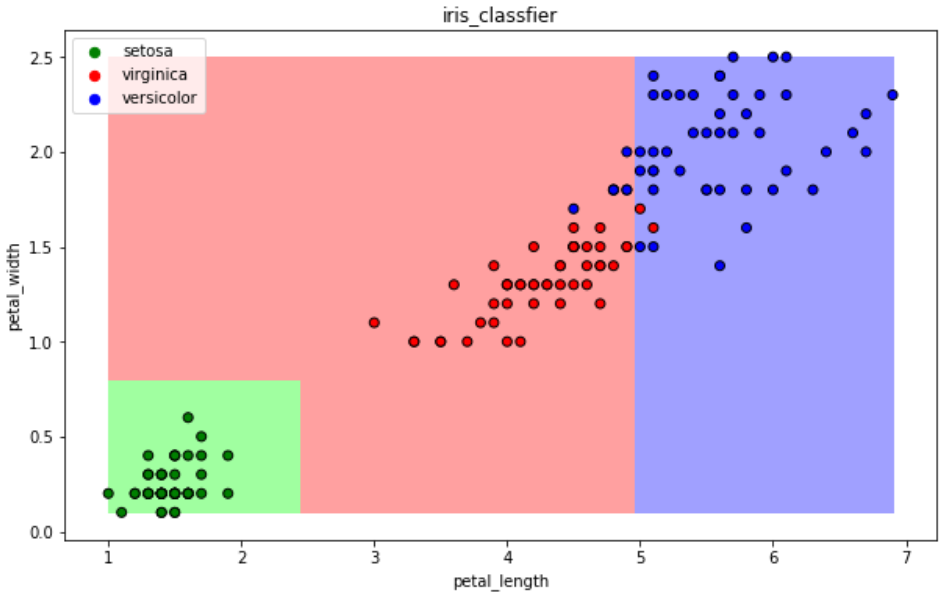 iris_classfier
setosa
virginica
versicolor
2.5
2.0
1.5
1.0
0.5
0.0
petal_width
1
2
3
4
5
6
7
petal_length